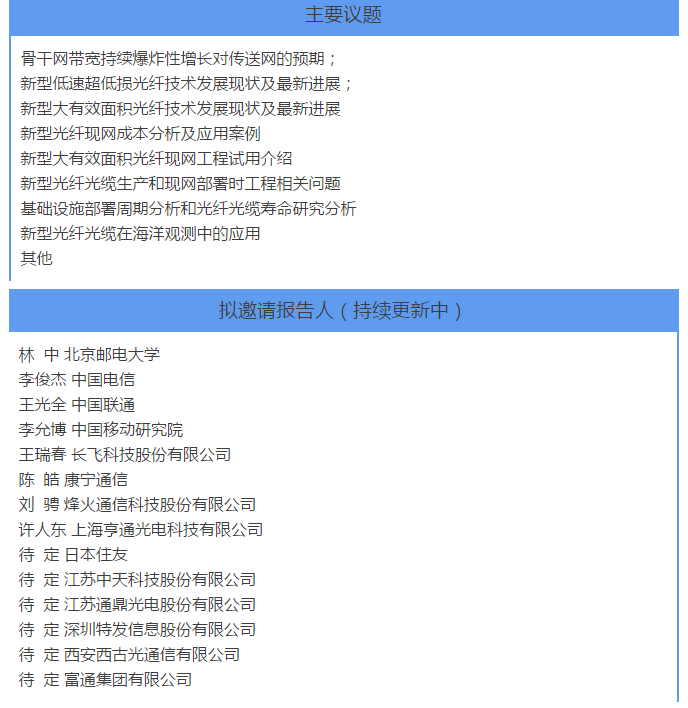 主要议题
骨干网带宽持续爆炸性增长对传送网的预期；
新型低速超低损光纤技术发展现状及最新进展；
新型大有效面积光纤技术发展现状及最新进展
新型光纤现网成本分析及应用案例
新型大有效面积光纤现网工程试用介绍
新型光纤光缆生产和现网部署时工程相关问题
基础设施部署周期分析和光纤光缆寿命研究分析
新型光纤光缆在海洋观测中的应用
其他
拟邀请报告人（持续更新中）
林 中 北京邮电大学
李俊杰 中国电信
王光全 中国联通
李允博 中国移动研究院
王瑞春 长飞科技股份有限公司
陈 皓 康宁通信
刘 骋 烽火通信科技股份有限公司
许人东 上海亨通光电科技有限公司
待 定 日本住友
待 定 江苏中天科技股份有限公司
待 定 江苏通鼎光电股份有限公司
待 定 深圳特发信息股份有限公司
待 定 西安西古光通信有限公司
待 定 富通集团有限公司